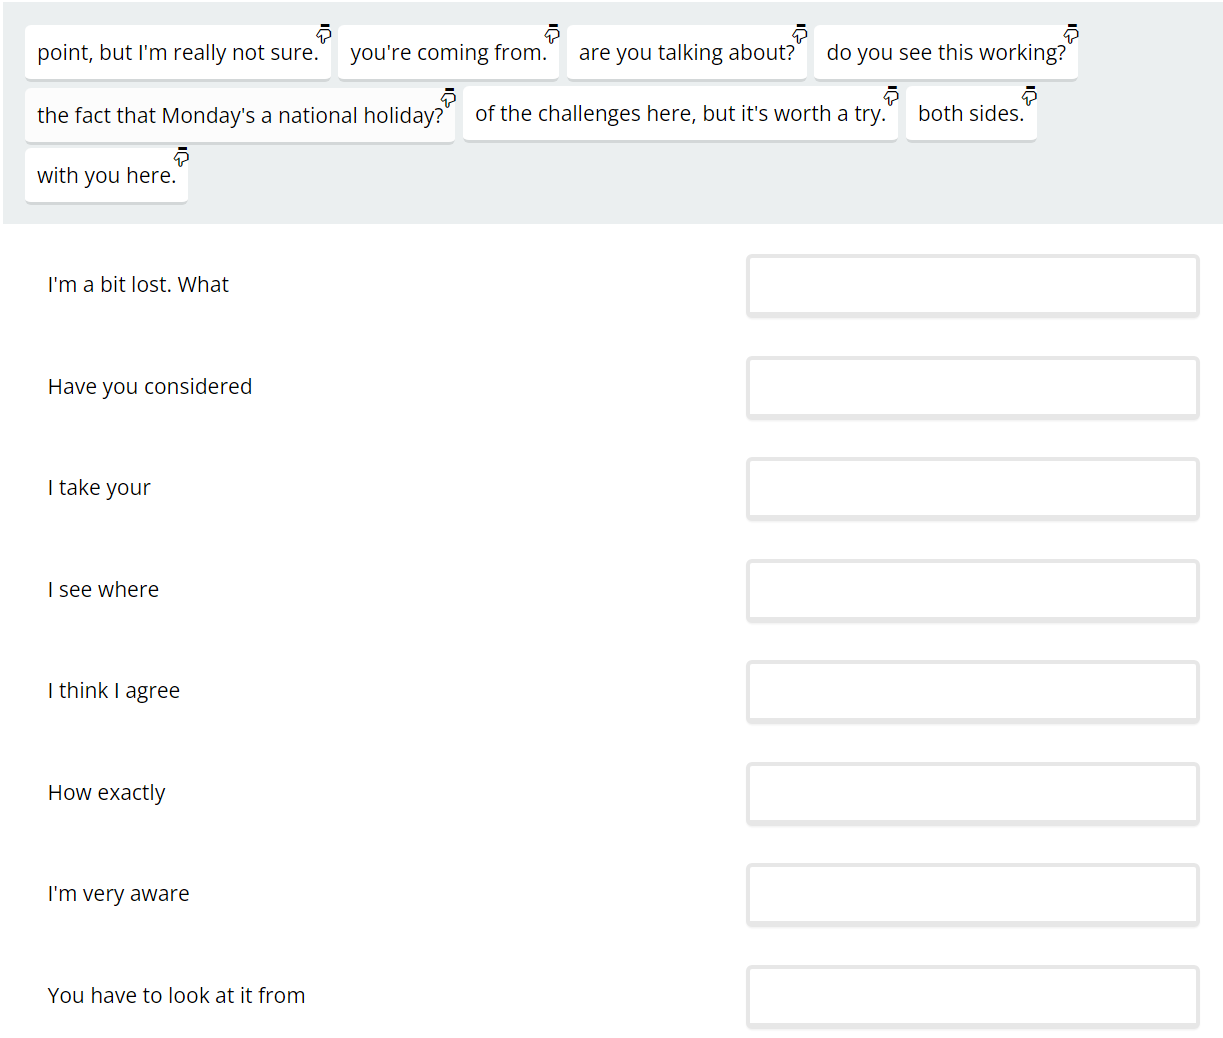 point, but I'm really not sure. you're coming from. are you talking about? do you see this working?
the fact that Monday's a national holiday? of the challenges here, but it's worth a try. both sides.
with you here.
I'm a bit lost. What
Have you considered
I take your
I see where
I think I agree
How exactly
I'm very aware
You have to look at it from